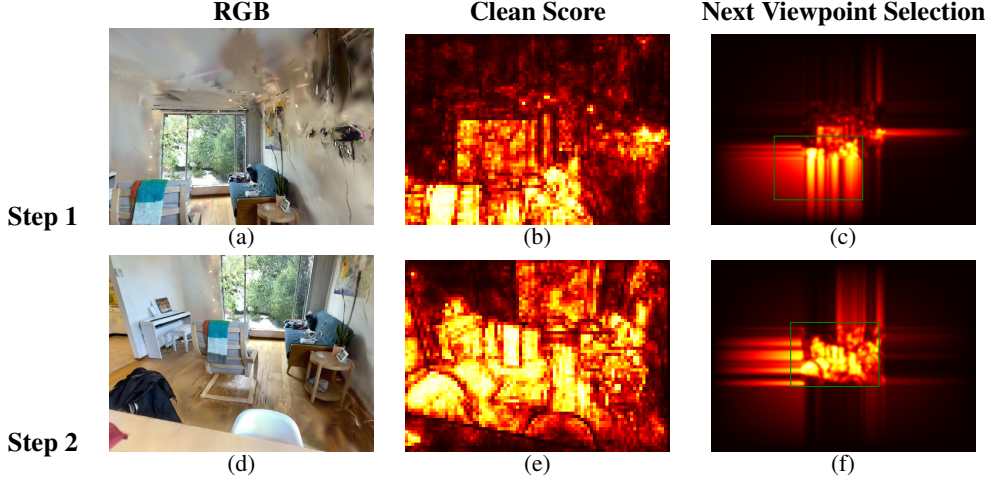 RGB Clean Score Next Viewpoint Selection
Step 1
(a) (b) (c)
Step 2
(d) (e) (f)